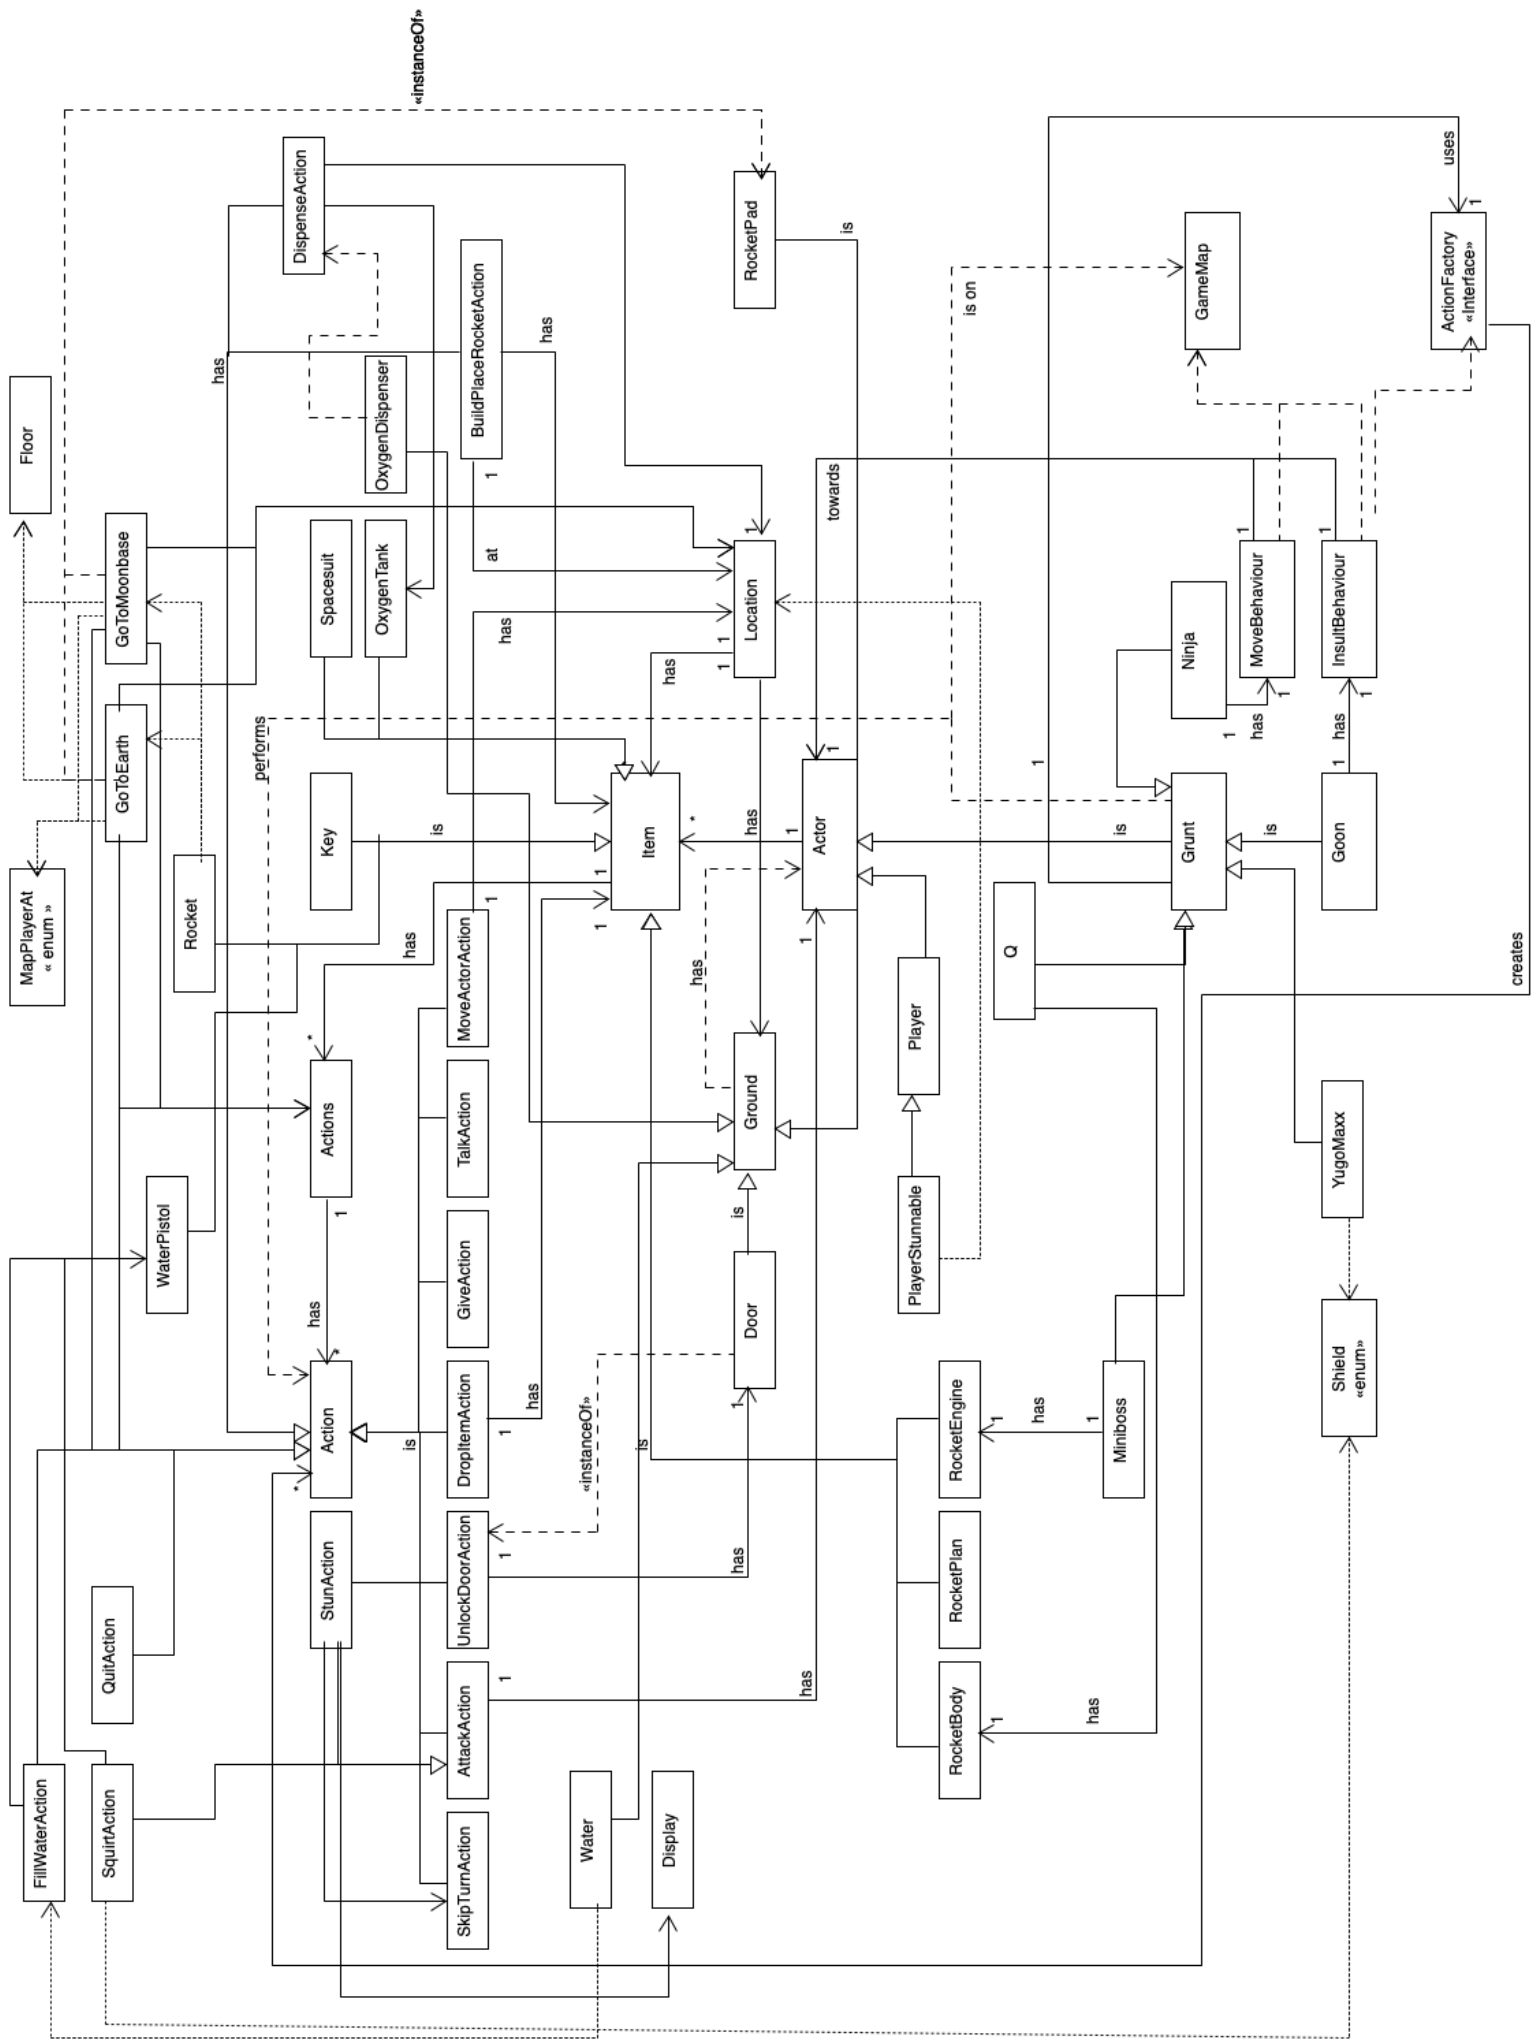 FillWaterAction
MapPlayerAt
« enum »
Floor
SquirtAction
QuitAction
GoToEarth
GoToMoonbase
WaterPistol
Rocket
has
performs
*
has
*
*
DispenseAction
StunAction
Action
Actions
Key
Spacesuit
1
OxygenTank
OxygenDispenser
is
has
«instanceOf»
is
SkipTurnAction
AttackAction
UnlockDoorAction
DropItemAction
GiveAction
TalkAction
MoveActorAction
BuildPlaceRocketAction
1
at
1
1
1
1
has
has
has
Water
«instanceOf»
1
1
is
Item
Display
has
*
has
1
1
has
1
is
Door
Ground
has
Location
1
RocketPad
1
has
1
Actor
1
towards
is
PlayerStunnable
Player
RocketBody
RocketPlan
RocketEngine
is on
1
1
Q
has
1
has
1
Miniboss
is
Grunt
Ninja
GameMap
1
1
has
MoveBehaviour
is
1
1
YugoMaxx
Shield
«enum»
Goon
1
has
InsultBehaviour
1
uses
ActionFactory
«Interface»
1
creates